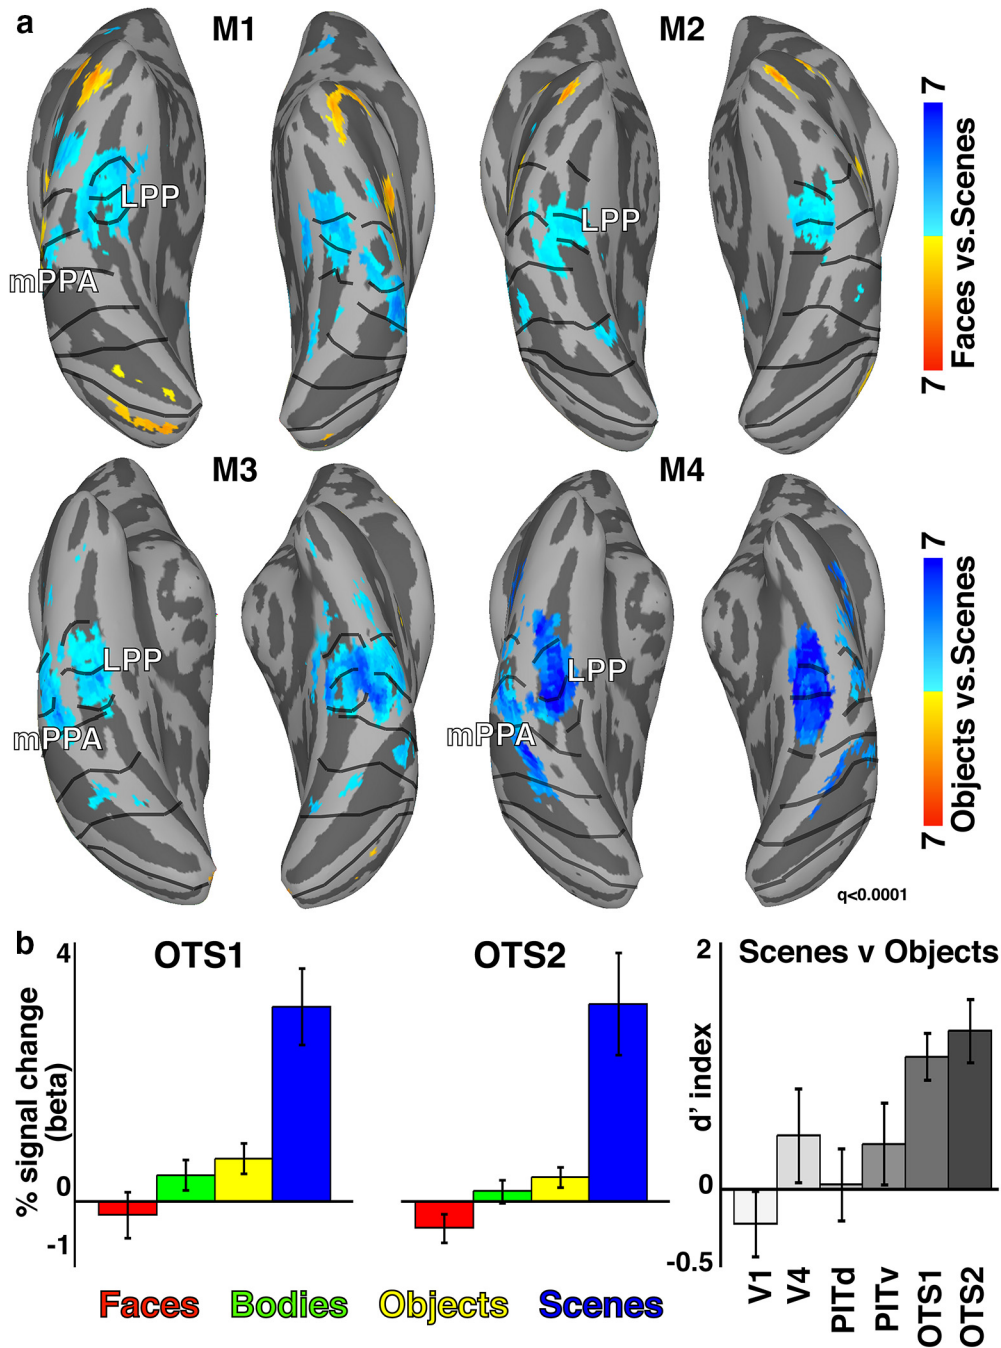 a
M1
M2
LPP
mPPA
LPP
7
Faces vs.Scenes
7
M3
M4
LPP
mPPA
LPP
mPPA
7
Objects vs.Scenes
7
q<0.0001
b
OTS1
OTS2
Scenes v Objects
4
0
-1
% signal change
(beta)
2
0
-0.5
d' index
V1
V4
PITd
PITv
OTS1
OTS2
Faces
Bodies
Objects
Scenes